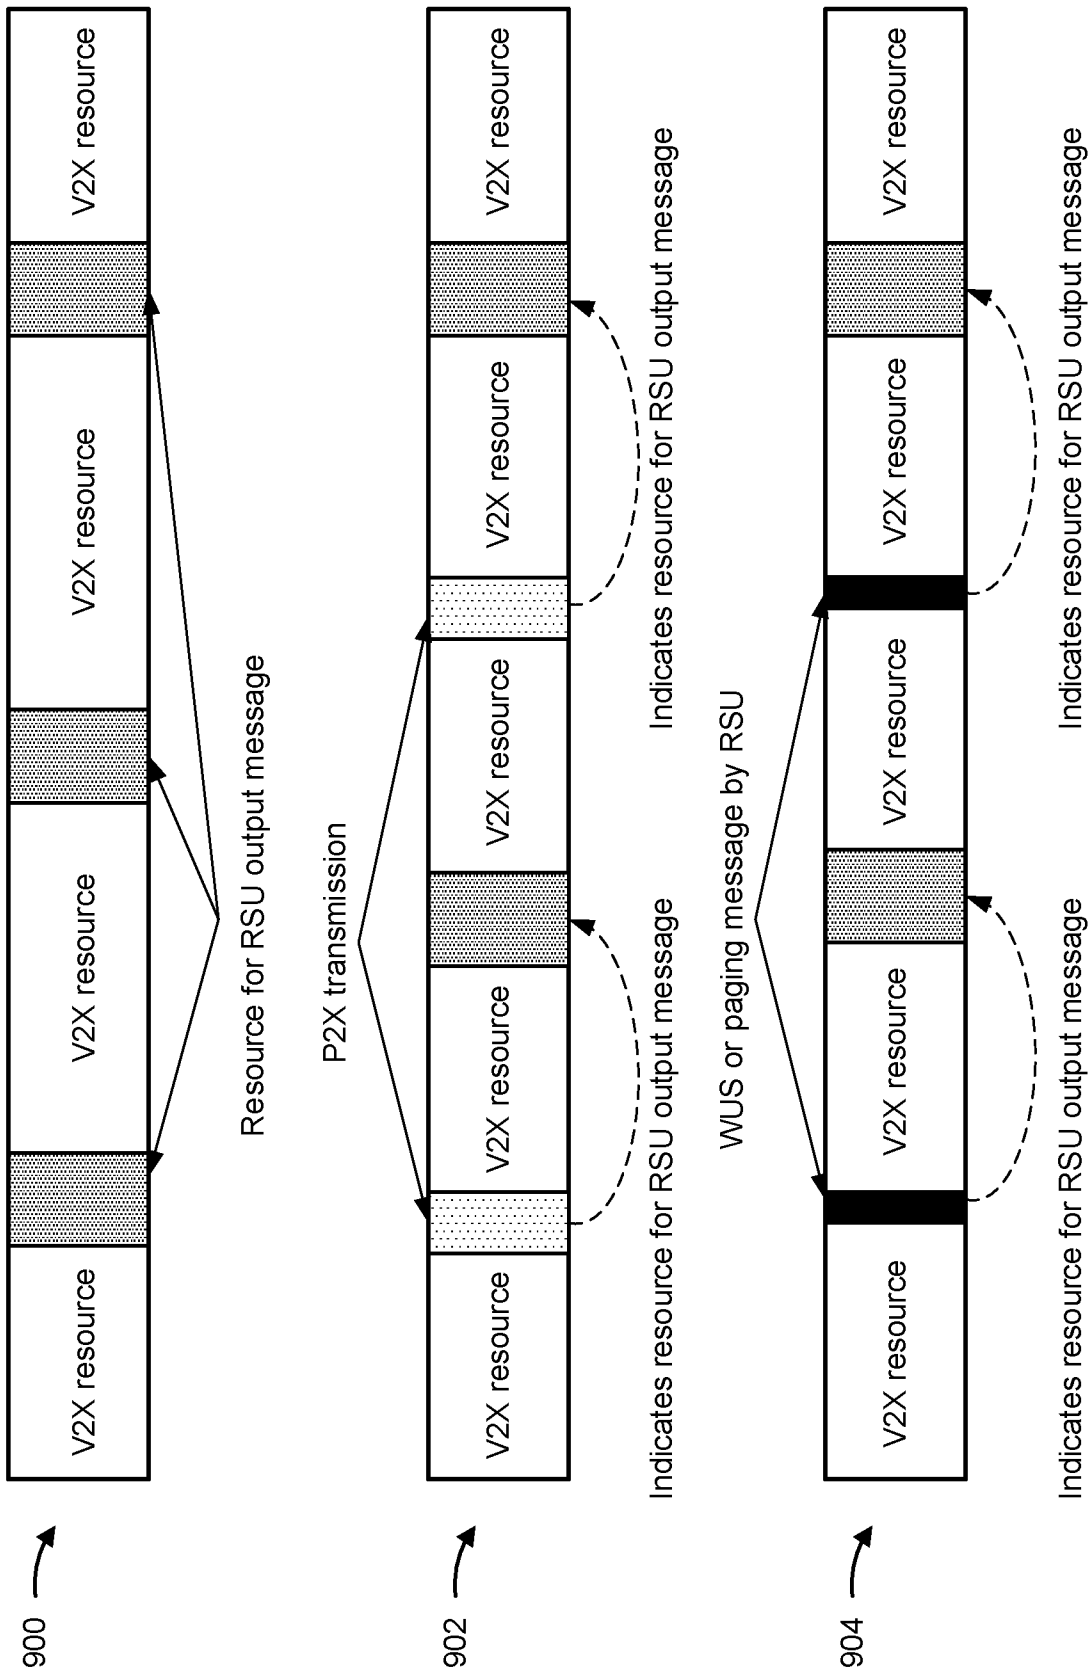 900
V2X resource
V2X resource
V2X resource
V2X resource
Resource for RSU output message
P2X transmission
902
V2X resource
V2X resource
V2X resource
V2X resource
V2X resource
Indicates resource for RSU output message
Indicates resource for RSU output message
WUS or paging message by RSU
904
V2X resource
V2X resource
V2X resource
V2X resource
V2X resource
Indicates resource for RSU output message
Indicates resource for RSU output message